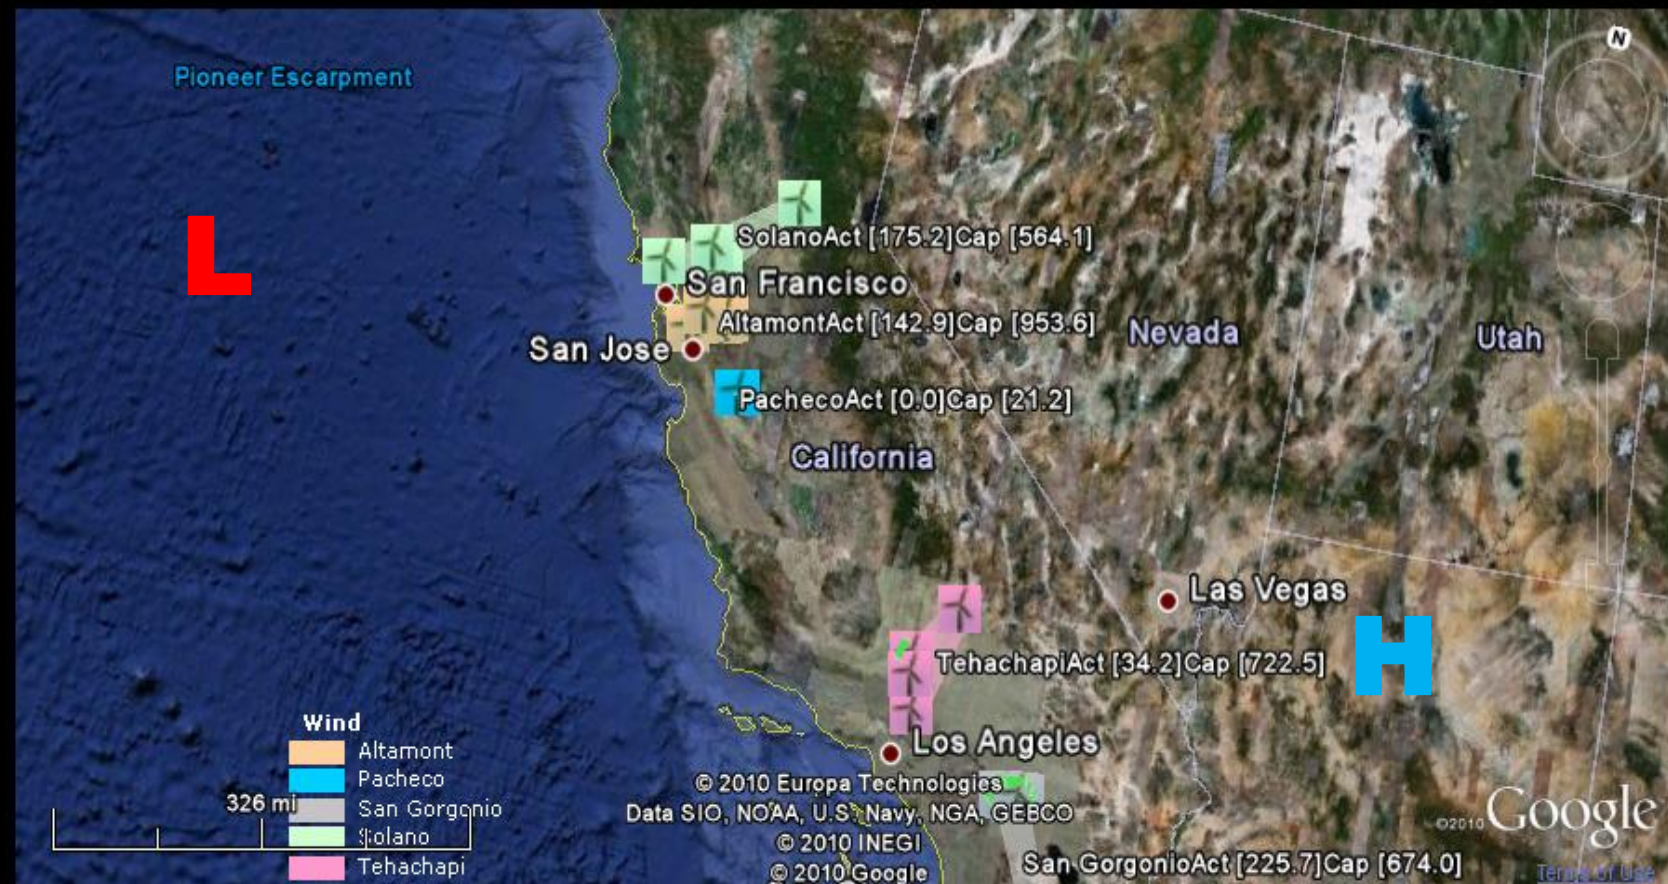 N
Pioneer Escarpment
L
SolanoAct [175.2]Cap [564.1]
San Francisco
AltamontAct [142.9]Cap [953.6]
San Jose
Nevada
Utah
PachecoAct [0.0]Cap [21.2]
California
Las Vegas
H
TehachapiAct [34.2]Cap [722.5]
Los Angeles
Wind
Altamont
Pacheco
San Gorgonio
Solano
Tehachapi
326 mi
© 2010 Europa Technologies
Data SIO, NOAA, U.S. Navy, NGA, GEBCO
© 2010 INEGI
© 2010 Google
©2010 Google
San GorgonioAct [225.7]Cap [674.0]
Terms of Use